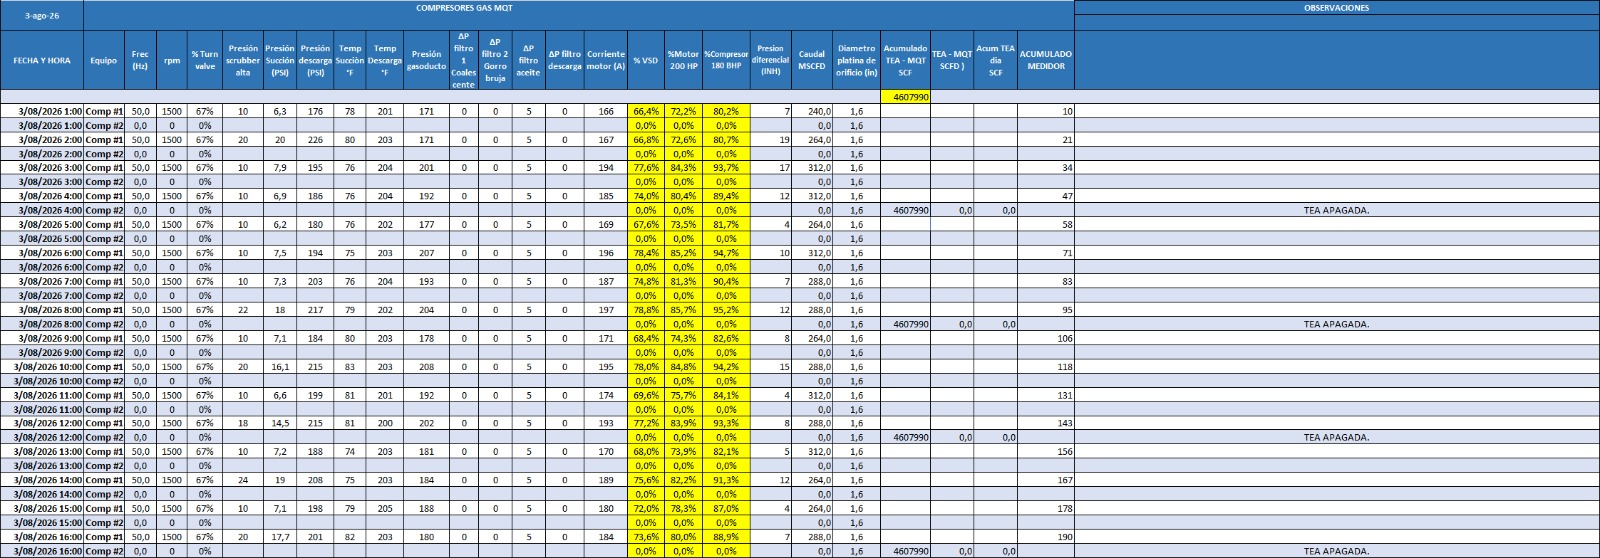 3-ago-26 COMPRESORES GAS MQT OBSERVACIONES
FECHA Y HORA Equipo Frec (Hz) rpm % Turn valve Presión scrubber alta Presión Succión (PSI) Presión descarga (PSI) Temp Succión °F Temp Descarga °F Presión gasoducto ΔP filtro 1 Coales cente ΔP filtro 2 Gorro bruja ΔP filtro aceite ΔP filtro descarga Corriente motor (A) % VSD %Motor 200 HP %Compresor 180 BHP Presion diferencial (INH) Caudal MSCFD Diametro platina de orificio (in) Acumulado TEA - MQT SCF TEA - MQT SCFD ) Acum TEA dia SCF ACUMULADO MEDIDOR
4607990
3/08/2026 1:00 Comp #1 50,0 1500 67% 10 6,3 176 78 201 171 0 0 5 0 166 66,4% 72,2% 80,2% 7 240,0 1,6 10
3/08/2026 1:00 Comp #2 0,0 0 0% 0,0% 0,0% 0,0% 0,0 1,6
3/08/2026 2:00 Comp #1 50,0 1500 67% 20 20 226 80 203 171 0 0 5 0 167 66,8% 72,6% 80,7% 19 264,0 1,6 21
3/08/2026 2:00 Comp #2 0,0 0 0% 0,0% 0,0% 0,0% 0,0 1,6
3/08/2026 3:00 Comp #1 50,0 1500 67% 10 7,9 195 76 204 201 0 0 5 0 194 77,6% 84,3% 93,7% 17 312,0 1,6 34
3/08/2026 3:00 Comp #2 0,0 0 0% 0,0% 0,0% 0,0% 0,0 1,6
3/08/2026 4:00 Comp #1 50,0 1500 67% 10 6,9 186 76 204 192 0 0 5 0 185 74,0% 80,4% 89,4% 12 312,0 1,6 47
3/08/2026 4:00 Comp #2 0,0 0 0% 0,0% 0,0% 0,0% 0,0 1,6 4607990 0,0 0,0 TEA APAGADA.
3/08/2026 5:00 Comp #1 50,0 1500 67% 10 6,2 180 76 202 177 0 0 5 0 169 67,6% 73,5% 81,7% 4 264,0 1,6 58
3/08/2026 5:00 Comp #2 0,0 0 0% 0,0% 0,0% 0,0% 0,0 1,6
3/08/2026 6:00 Comp #1 50,0 1500 67% 10 7,5 194 75 203 207 0 0 5 0 196 78,4% 85,2% 94,7% 10 312,0 1,6 71
3/08/2026 6:00 Comp #2 0,0 0 0% 0,0% 0,0% 0,0% 0,0 1,6
3/08/2026 7:00 Comp #1 50,0 1500 67% 10 7,3 203 76 204 193 0 0 5 0 187 74,8% 81,3% 90,4% 7 288,0 1,6 83
3/08/2026 7:00 Comp #2 0,0 0 0% 0,0% 0,0% 0,0% 0,0 1,6
3/08/2026 8:00 Comp #1 50,0 1500 67% 22 18 217 79 202 204 0 0 5 0 197 78,8% 85,7% 95,2% 12 288,0 1,6 95
3/08/2026 8:00 Comp #2 0,0 0 0% 0,0% 0,0% 0,0% 0,0 1,6 4607990 0,0 0,0 TEA APAGADA.
3/08/2026 9:00 Comp #1 50,0 1500 67% 10 7,1 184 80 203 178 0 0 5 0 171 68,4% 74,3% 82,6% 8 264,0 1,6 106
3/08/2026 9:00 Comp #2 0,0 0 0% 0,0% 0,0% 0,0% 0,0 1,6
3/08/2026 10:00 Comp #1 50,0 1500 67% 20 16,1 215 83 203 208 0 0 5 0 195 78,0% 84,8% 94,2% 15 288,0 1,6 118
3/08/2026 10:00 Comp #2 0,0 0 0% 0,0% 0,0% 0,0% 0,0 1,6
3/08/2026 11:00 Comp #1 50,0 1500 67% 10 6,6 199 81 201 192 0 0 5 0 174 69,6% 75,7% 84,1% 4 312,0 1,6 131
3/08/2026 11:00 Comp #2 0,0 0 0% 0,0% 0,0% 0,0% 0,0 1,6
3/08/2026 12:00 Comp #1 50,0 1500 67% 18 14,5 215 81 200 202 0 0 5 0 193 77,2% 83,9% 93,3% 8 288,0 1,6 143
3/08/2026 12:00 Comp #2 0,0 0 0% 0,0% 0,0% 0,0% 0,0 1,6 4607990 0,0 0,0 TEA APAGADA.
3/08/2026 13:00 Comp #1 50,0 1500 67% 10 7,2 188 74 203 181 0 0 5 0 170 68,0% 73,9% 82,1% 5 312,0 1,6 156
3/08/2026 13:00 Comp #2 0,0 0 0% 0,0% 0,0% 0,0% 0,0 1,6
3/08/2026 14:00 Comp #1 50,0 1500 67% 24 19 208 75 203 184 0 0 5 0 189 75,6% 82,2% 91,3% 12 264,0 1,6 167
3/08/2026 14:00 Comp #2 0,0 0 0% 0,0% 0,0% 0,0% 0,0 1,6
3/08/2026 15:00 Comp #1 50,0 1500 67% 10 7,1 198 79 205 188 0 0 5 0 180 72,0% 78,3% 87,0% 4 264,0 1,6 178
3/08/2026 15:00 Comp #2 0,0 0 0% 0,0% 0,0% 0,0% 0,0 1,6
3/08/2026 16:00 Comp #1 50,0 1500 67% 20 17,7 201 82 203 180 0 0 5 0 184 73,6% 80,0% 88,9% 7 288,0 1,6 190
3/08/2026 16:00 Comp #2 0,0 0 0% 0,0% 0,0% 0,0% 0,0 1,6 4607990 0,0 0,0 TEA APAGADA.